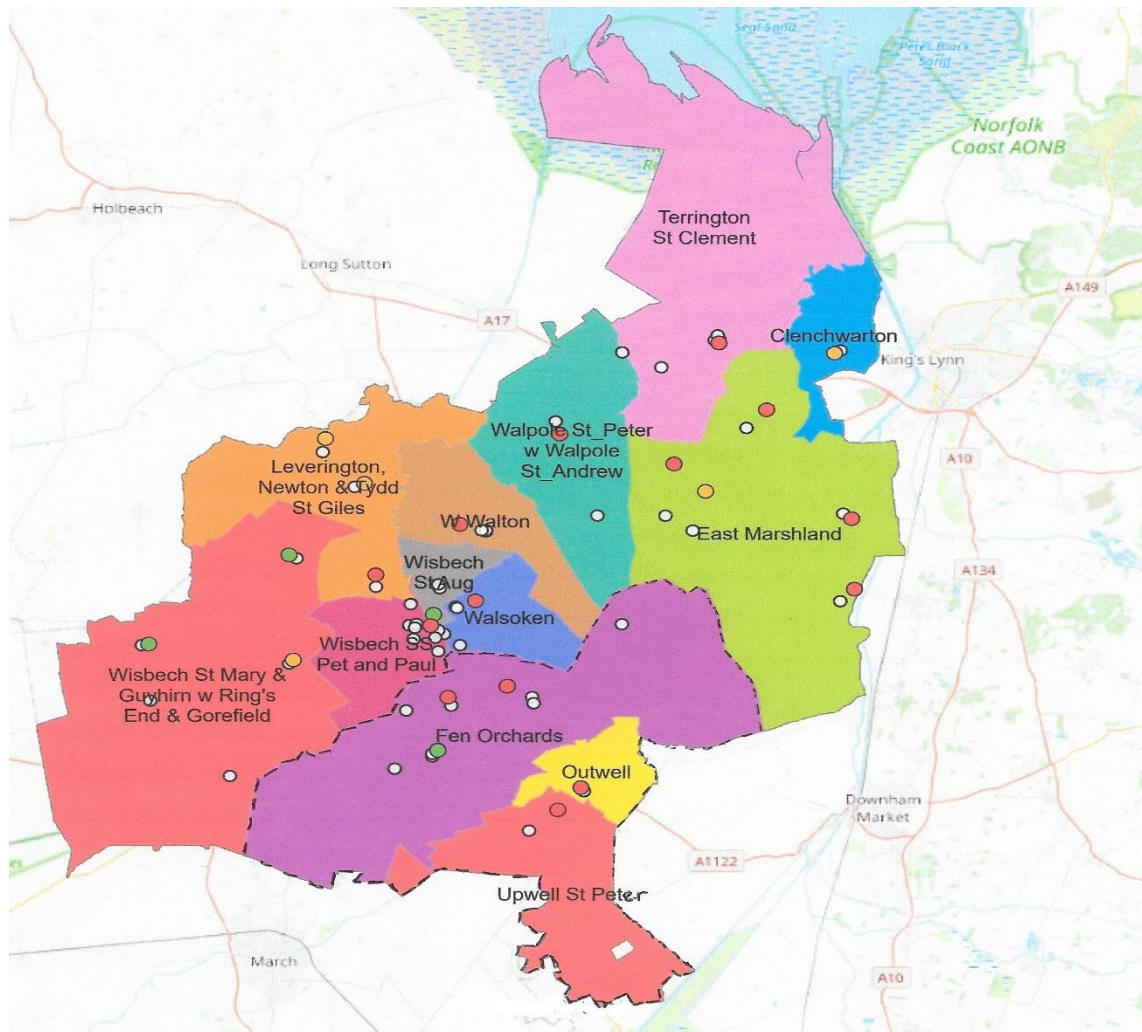 Seal Sand
Peter Black
Sand
Norfolk
Coast AONB
Holbeach
Terrington
St Clement
Long Sutton
A149
A17
Clenchwarton
King's Lynn
Walpole St_Peter
w Walpole
St_Andrew
A10
Leverington,
Newton & Tydd
St Giles
W Walton
East Marshland
Wisbech
St Aug
A134
Walsoken
Wisbech SS
Pet and Paul
Wisbech St Mary &
Guyhirn w Ring's
End & Gorefield
Fen Orchards
Outwell
Downham
Market
A1122
Upwell St Peter
March
A10